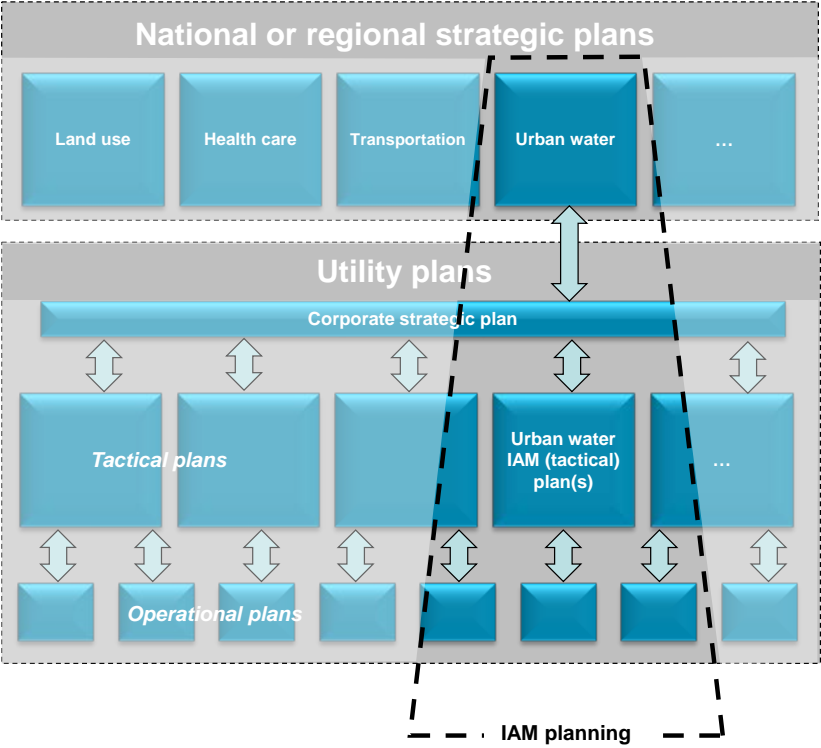 National or regional strategic plans
Land use
Health care
Transportation
Urban water
…
Utility plans
Corporate strategic plan
Tactical plans
Urban water
IAM (tactical)
plan(s)
…
Operational plans
IAM planning